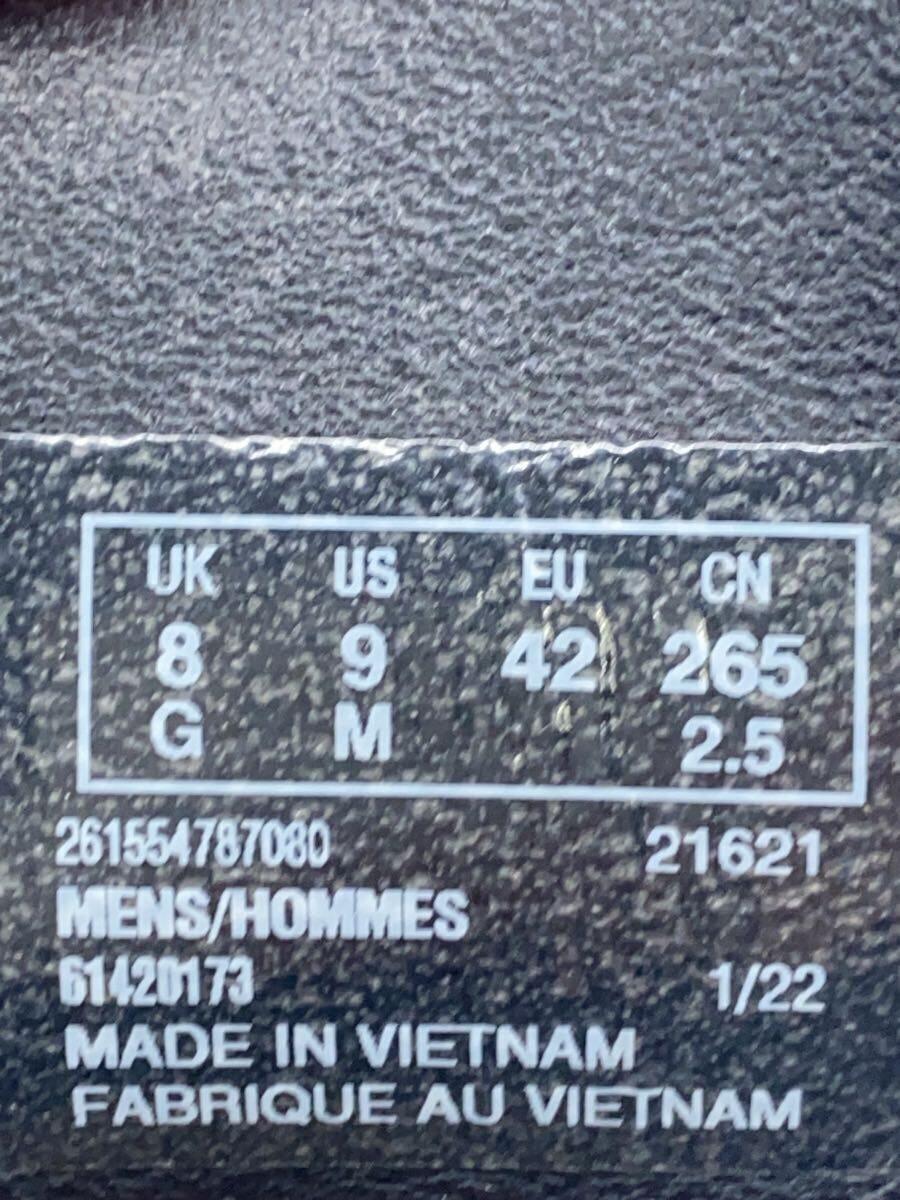 UK US EU CN
8 9 42 265
G M 2.5
261554787080 21621
MENS/HOMMES
61420173 1/22
MADE IN VIETNAM
FABRIQUE AU VIETNAM